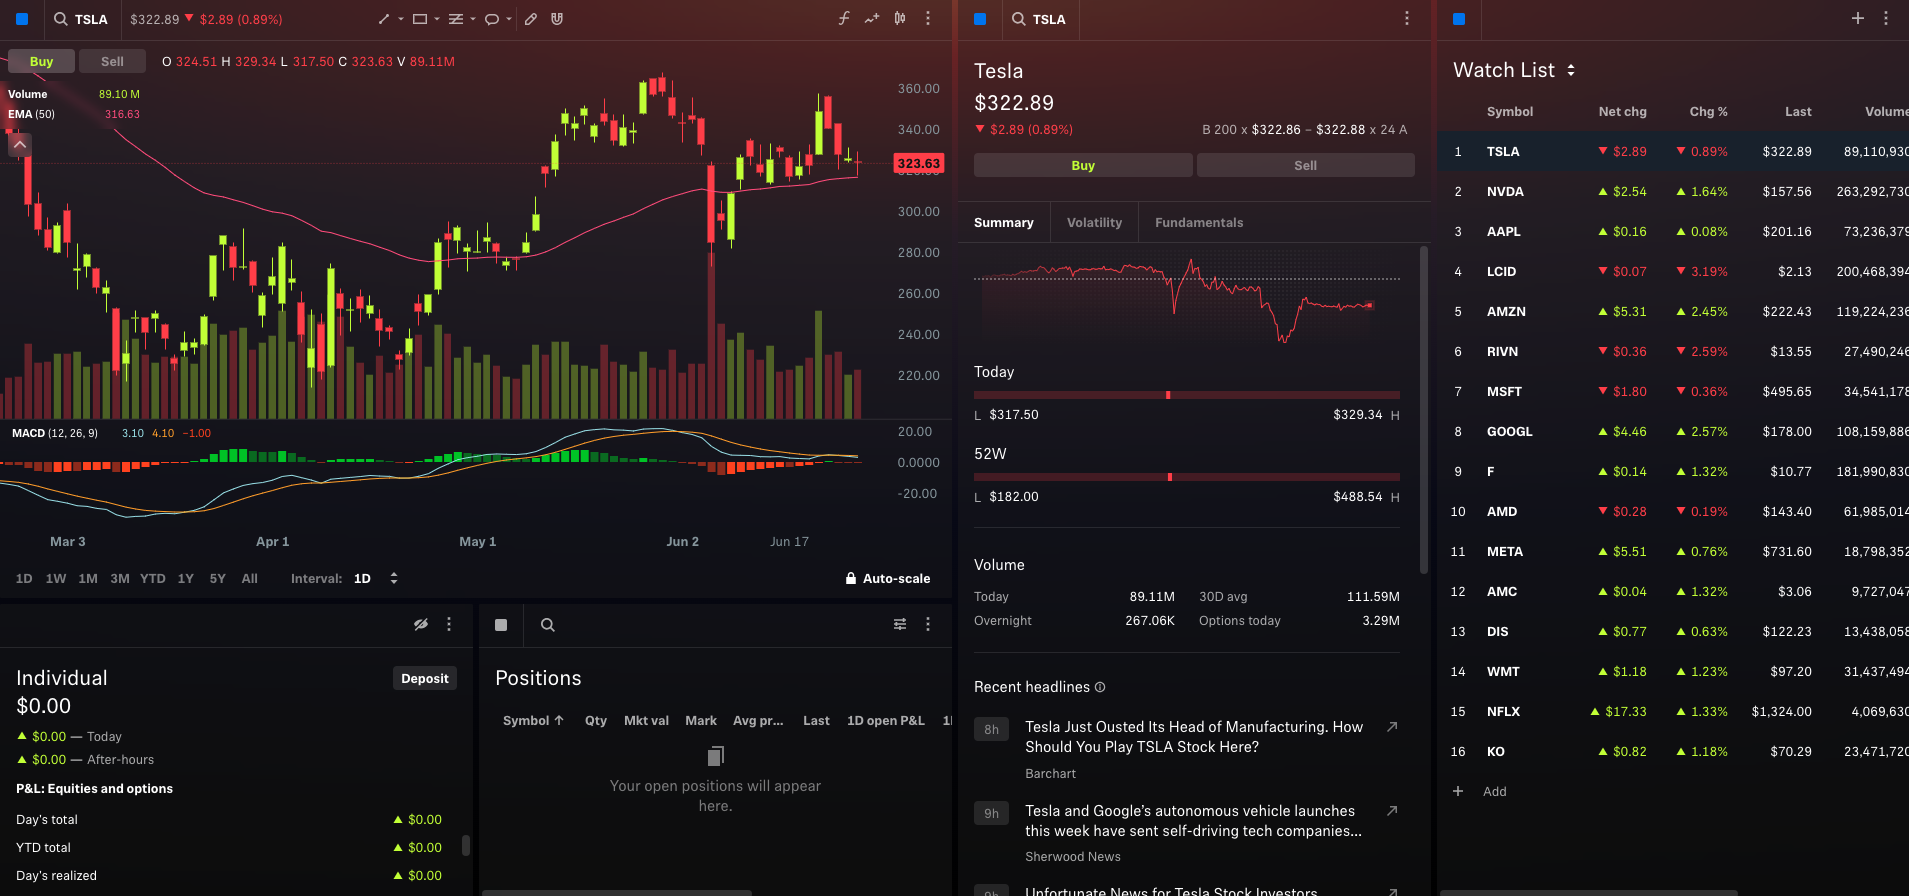 TSLA
$322.89 ▼ $2.89 (0.89%)
Buy
Sell
O 324.51 H 329.34 L 317.50 C 323.63 V 89.11M
Volume 89.10 M
EMA (50) 316.63
360.00
340.00
323.63
300.00
280.00
260.00
240.00
220.00
MACD (12, 26, 9) 3.10 4.10 −1.00
20.00
0.0000
-20.00
Mar 3
Apr 1
May 1
Jun 2
Jun 17
1D 1W 1M 3M YTD 1Y 5Y All
Interval: 1D
Auto-scale
Individual
Deposit
$0.00
▲ $0.00 — Today
▲ $0.00 — After-hours
P&L: Equities and options
Day's total ▲ $0.00
YTD total ▲ $0.00
Day's realized ▲ $0.00
Positions
Symbol ↑ Qty Mkt val Mark Avg pr... Last 1D open P&L
Your open positions will appear
here.
TSLA
Tesla
$322.89
▼ $2.89 (0.89%)
B 200 x $322.86 – $322.88 x 24 A
Buy
Sell
Summary
Volatility
Fundamentals
Today
L $317.50 $329.34 H
52W
L $182.00 $488.54 H
Volume
Today 89.11M 30D avg 111.59M
Overnight 267.06K Options today 3.29M
Recent headlines
8h
Tesla Just Ousted Its Head of Manufacturing. How
Should You Play TSLA Stock Here?
Barchart
9h
Tesla and Google's autonomous vehicle launches
this week have sent self-driving tech companies...
Sherwood News
9h
Unfortunate News for Tesla Stock Investors
Watch List
Symbol Net chg Chg % Last Volume
1 TSLA ▼ $2.89 ▼ 0.89% $322.89 89,110,930
2 NVDA ▲ $2.54 ▲ 1.64% $157.56 263,292,730
3 AAPL ▲ $0.16 ▲ 0.08% $201.16 73,236,379
4 LCID ▼ $0.07 ▼ 3.19% $2.13 200,468,394
5 AMZN ▲ $5.31 ▲ 2.45% $222.43 119,224,236
6 RIVN ▼ $0.36 ▼ 2.59% $13.55 27,490,246
7 MSFT ▼ $1.80 ▼ 0.36% $495.65 34,541,178
8 GOOGL ▲ $4.46 ▲ 2.57% $178.00 108,159,886
9 F ▲ $0.14 ▲ 1.32% $10.77 181,990,830
10 AMD ▼ $0.28 ▼ 0.19% $143.40 61,985,014
11 META ▲ $5.51 ▲ 0.76% $731.60 18,798,352
12 AMC ▲ $0.04 ▲ 1.32% $3.06 9,727,047
13 DIS ▲ $0.77 ▲ 0.63% $122.23 13,438,058
14 WMT ▲ $1.18 ▲ 1.23% $97.20 31,437,494
15 NFLX ▲ $17.33 ▲ 1.33% $1,324.00 4,069,630
16 KO ▲ $0.82 ▲ 1.18% $70.29 23,471,720
+ Add